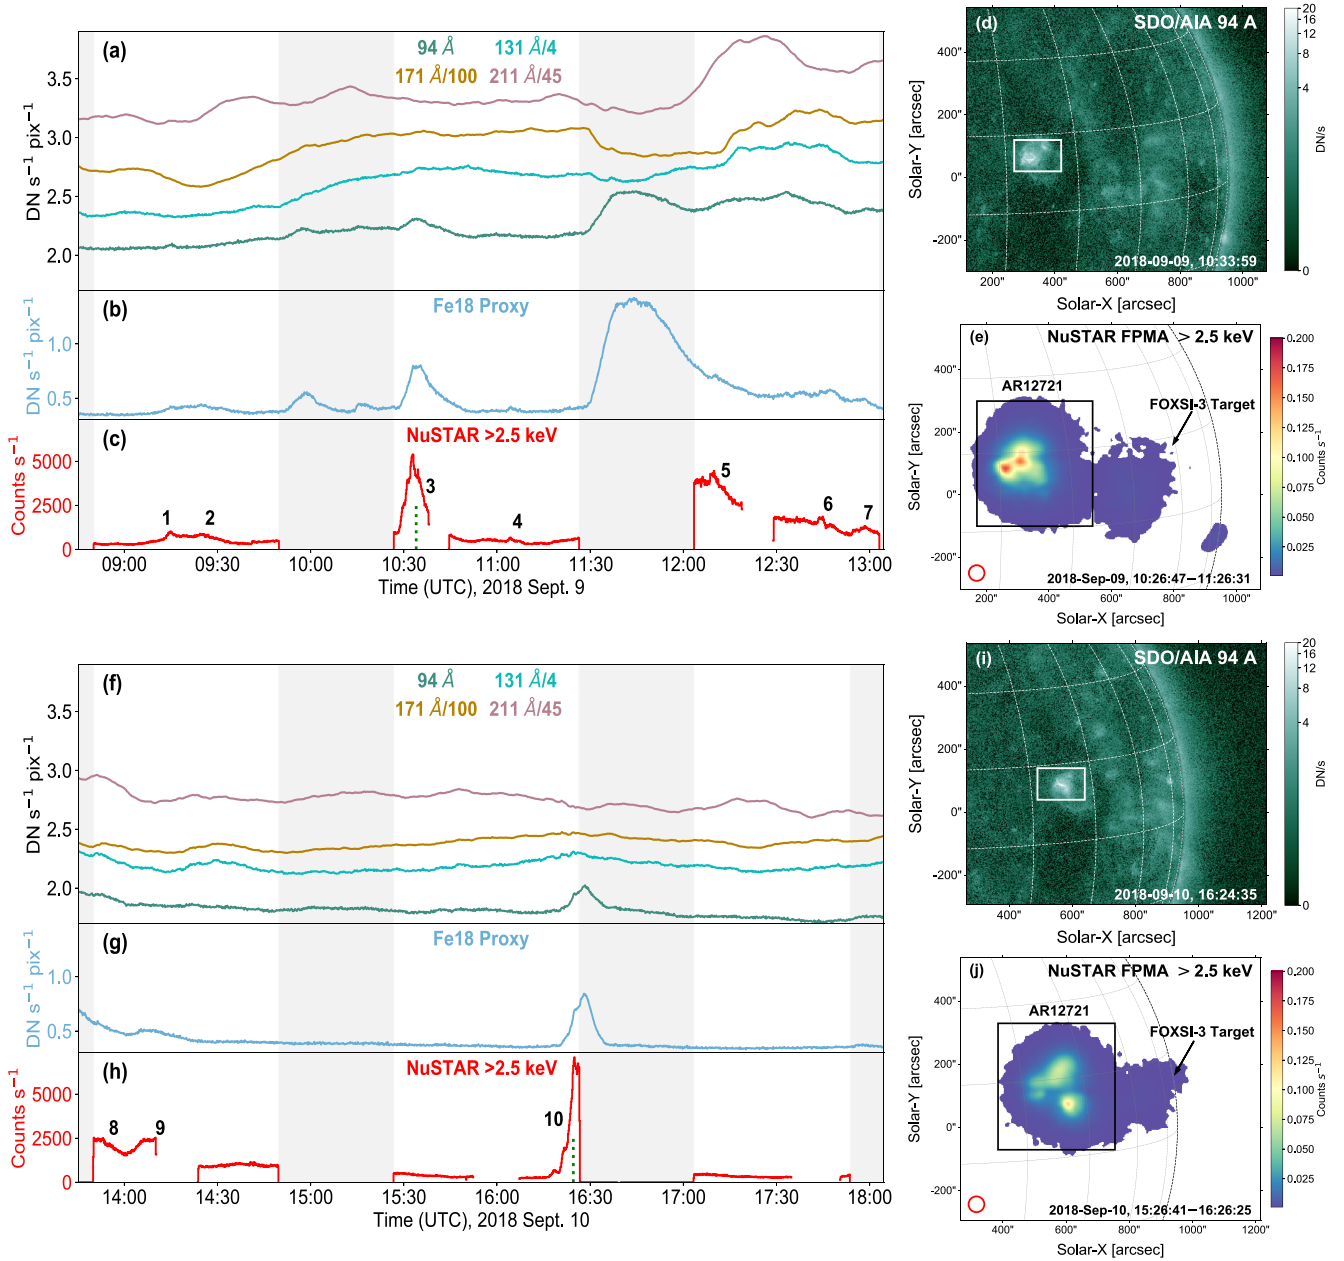 (a)
94 Å 131 Å/4
171 Å/100 211 Å/45
3.5
3.0
2.5
2.0
DN s⁻¹ pix⁻¹
(b) Fe18 Proxy
1.0
0.5
DN s⁻¹ pix⁻¹
(c) NuSTAR >2.5 keV
5000
2500
0
Counts s⁻¹
1 2 3 4 5 6 7
09:00 09:30 10:00 10:30 11:00 11:30 12:00 12:30 13:00
Time (UTC), 2018 Sept. 9
(d) SDO/AIA 94 A
400"
200"
0"
-200"
Solar-Y [arcsec]
2018-09-09, 10:33:59
200" 400" 600" 800" 1000"
Solar-X [arcsec]
20
16
12
8
4
0
DN/s
(e) NuSTAR FPMA > 2.5 keV
AR12721
FOXSI-3 Target
400"
200"
0"
-200"
Solar-Y [arcsec]
2018-Sep-09, 10:26:47−11:26:31
200" 400" 600" 800" 1000"
Solar-X [arcsec]
0.200
0.175
0.150
0.125
0.100
0.075
0.050
0.025
Counts s⁻¹
(f)
94 Å 131 Å/4
171 Å/100 211 Å/45
3.5
3.0
2.5
2.0
DN s⁻¹ pix⁻¹
(g) Fe18 Proxy
1.0
0.5
DN s⁻¹ pix⁻¹
(h) NuSTAR >2.5 keV
5000
2500
0
Counts s⁻¹
8 9 10
14:00 14:30 15:00 15:30 16:00 16:30 17:00 17:30 18:00
Time (UTC), 2018 Sept. 10
(i) SDO/AIA 94 A
400"
200"
0"
-200"
Solar-Y [arcsec]
2018-09-10, 16:24:35
400" 600" 800" 1000" 1200"
Solar-X [arcsec]
20
16
12
8
4
0
DN/s
(j) NuSTAR FPMA > 2.5 keV
AR12721
FOXSI-3 Target
400"
200"
0"
-200"
Solar-Y [arcsec]
2018-Sep-10, 15:26:41−16:26:25
400" 600" 800" 1000" 1200"
Solar-X [arcsec]
0.200
0.175
0.150
0.125
0.100
0.075
0.050
0.025
Counts s⁻¹